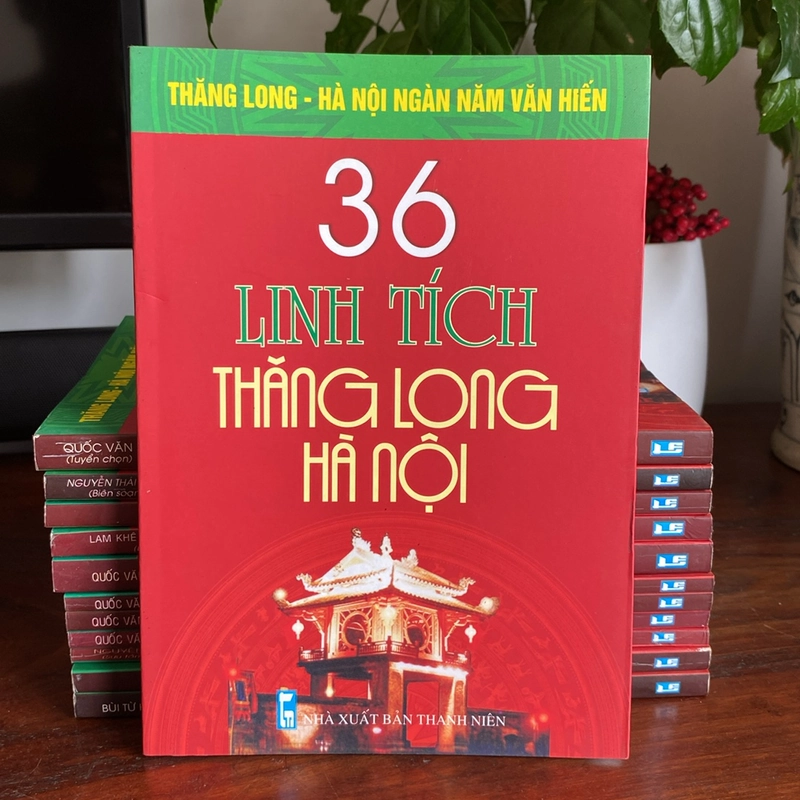 THĂNG LONG - HÀ NỘI NGÀN NĂM VĂN HIẾN
36
LINH TÍCH
THĂNG LONG
HÀ NỘI
NHÀ XUẤT BẢN THANH NIÊN
QUỐC VĂN
(Tuyển chọn)
NGUYỄN THÁI
(Biên soạn
LAM KHÊ
QUỐC VĂ
QUỐC VĂ
QUỐC VĂ
QUỐC VĂ
NGUYỄ
BÙI TỪ